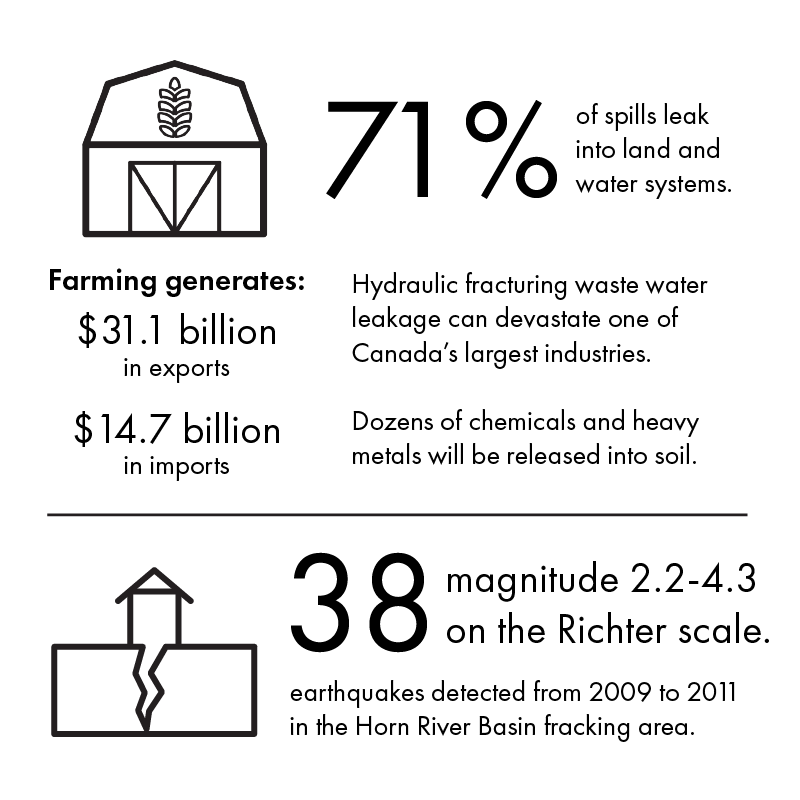 71%
of spills leak
into land and
water systems.
Farming generates:
$31.1 billion
in exports
$14.7 billion
in imports
Hydraulic fracturing waste water
leakage can devastate one of
Canada’s largest industries.
Dozens of chemicals and heavy
metals will be released into soil.
38
magnitude 2.2-4.3
on the Richter scale.
earthquakes detected from 2009 to 2011
in the Horn River Basin fracking area.